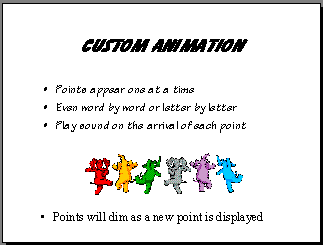 CUSTOM ANIMATION
• Points appear one at a time
• Even word by word or letter by letter
• Play sound on the arrival of each point
• Points will dim as a new point is displayed